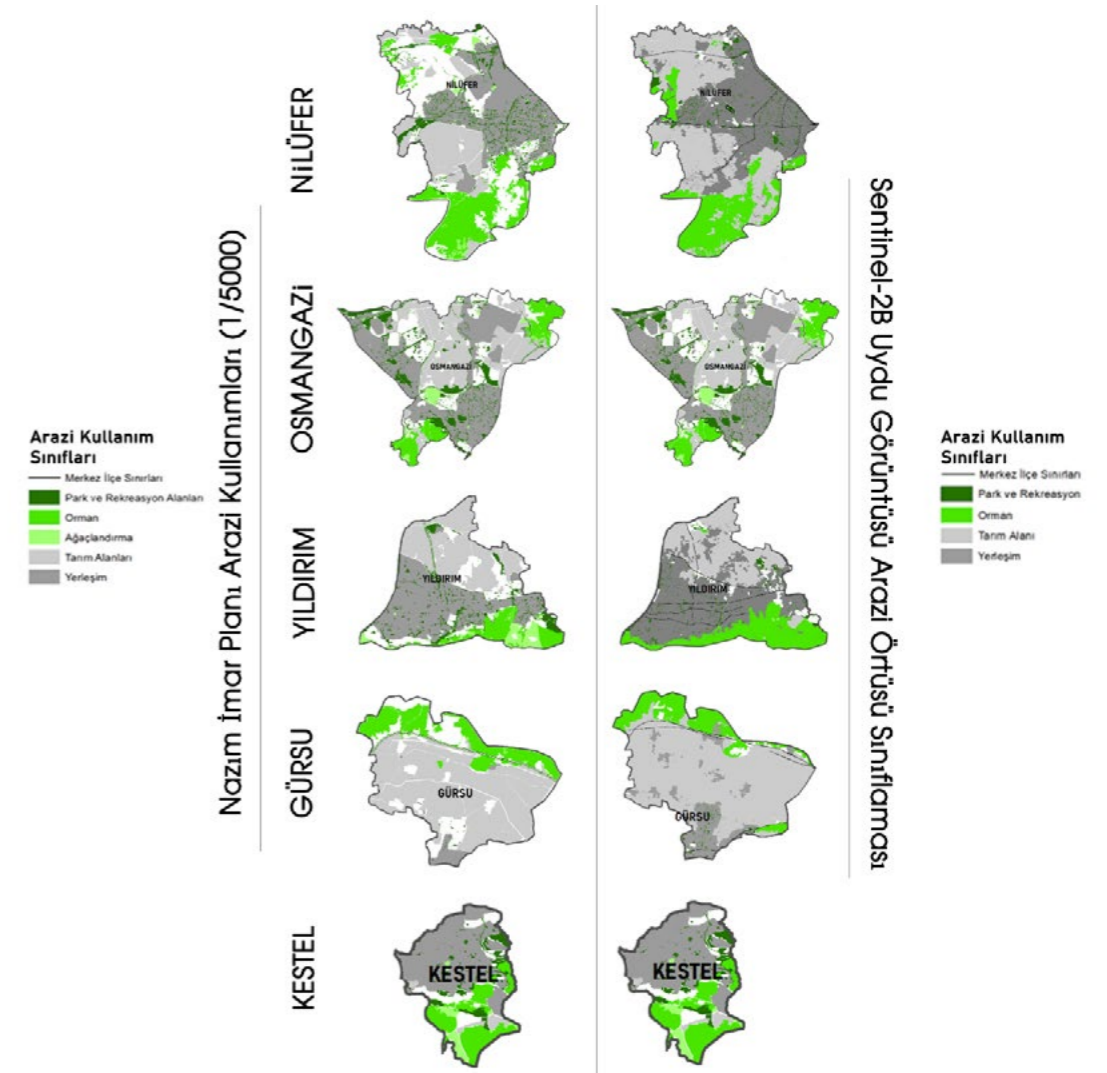 NiLÜFER
NİLÜFER
NİLÜFER
OSMANGAZİ
OSMANGAZİ
OSMANGAZİ
YILDIRIM
YILDIRIM
YILDIRIM
GÜRSU
GÜRSU
GÜRSU
KESTEL
KESTEL
KESTEL
Nazım İmar Planı Arazi Kullanımları (1/5000)
Sentinel-2B Uydu Görüntüsü Arazi Örtüsü Sınıflaması
Arazi Kullanım
Sınıfları
Merkez İlçe Sınırları
Park ve Rekreasyon Alanları
Orman
Ağaçlandırma
Tarım Alanları
Yerleşim
Arazi Kullanım
Sınıfları
Merkez İlçe Sınırları
Park ve Rekreasyon
Orman
Tarım Alanı
Yerleşim